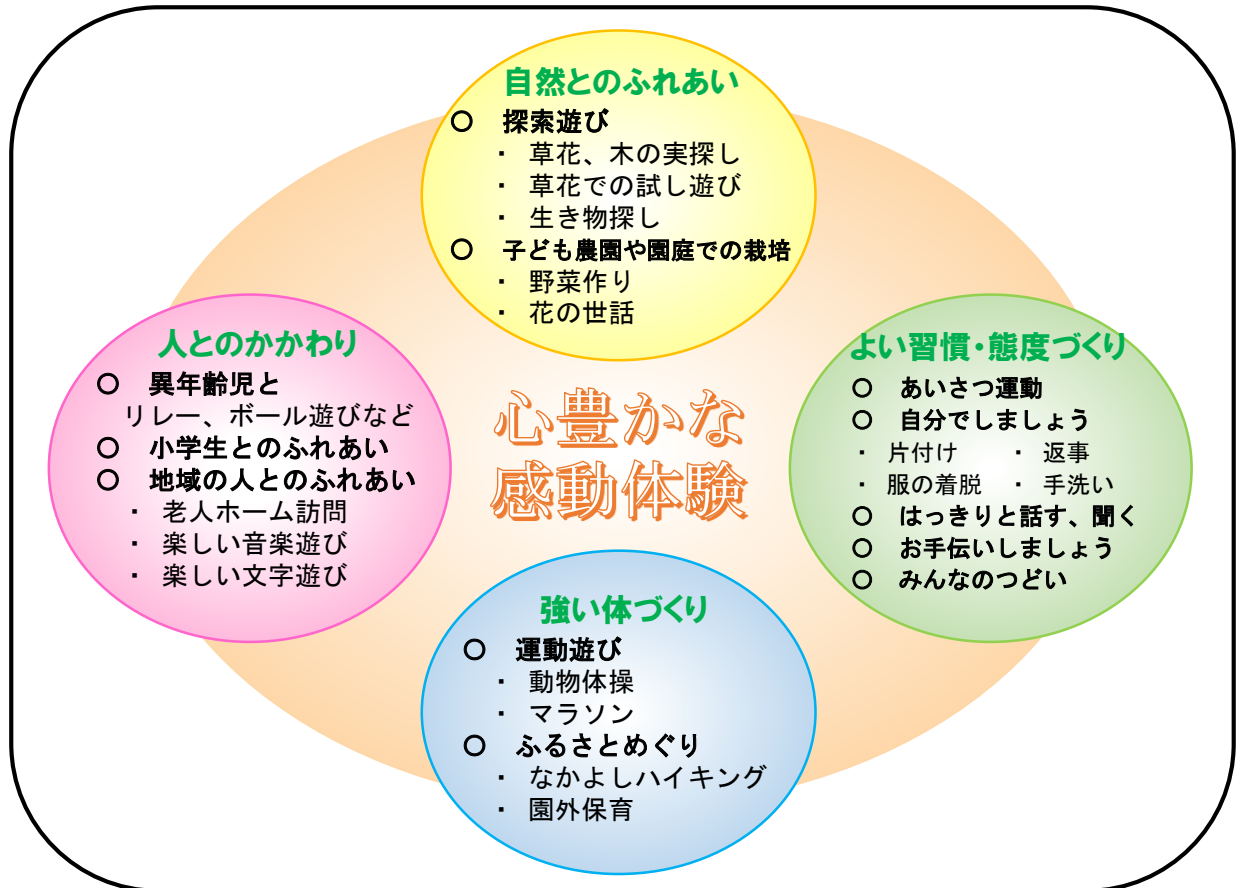 自然とのふれあい
○　探索遊び
・ 草花、木の実探し
・ 草花での試し遊び
・ 生き物探し
○　子ども農園や園庭での栽培
・ 野菜作り
・ 花の世話
人とのかかわり
○　異年齢児と
リレー、ボール遊びなど
○　小学生とのふれあい
○　地域の人とのふれあい
・ 老人ホーム訪問
・ 楽しい音楽遊び
・ 楽しい文字遊び
心豊かな
感動体験
よい習慣・態度づくり
○　あいさつ運動
○　自分でしましょう
・ 片付け　　・ 返事
・ 服の着脱　・ 手洗い
○　はっきりと話す、聞く
○　お手伝いしましょう
○　みんなのつどい
強い体づくり
○　運動遊び
・ 動物体操
・ マラソン
○　ふるさとめぐり
・ なかよしハイキング
・ 園外保育